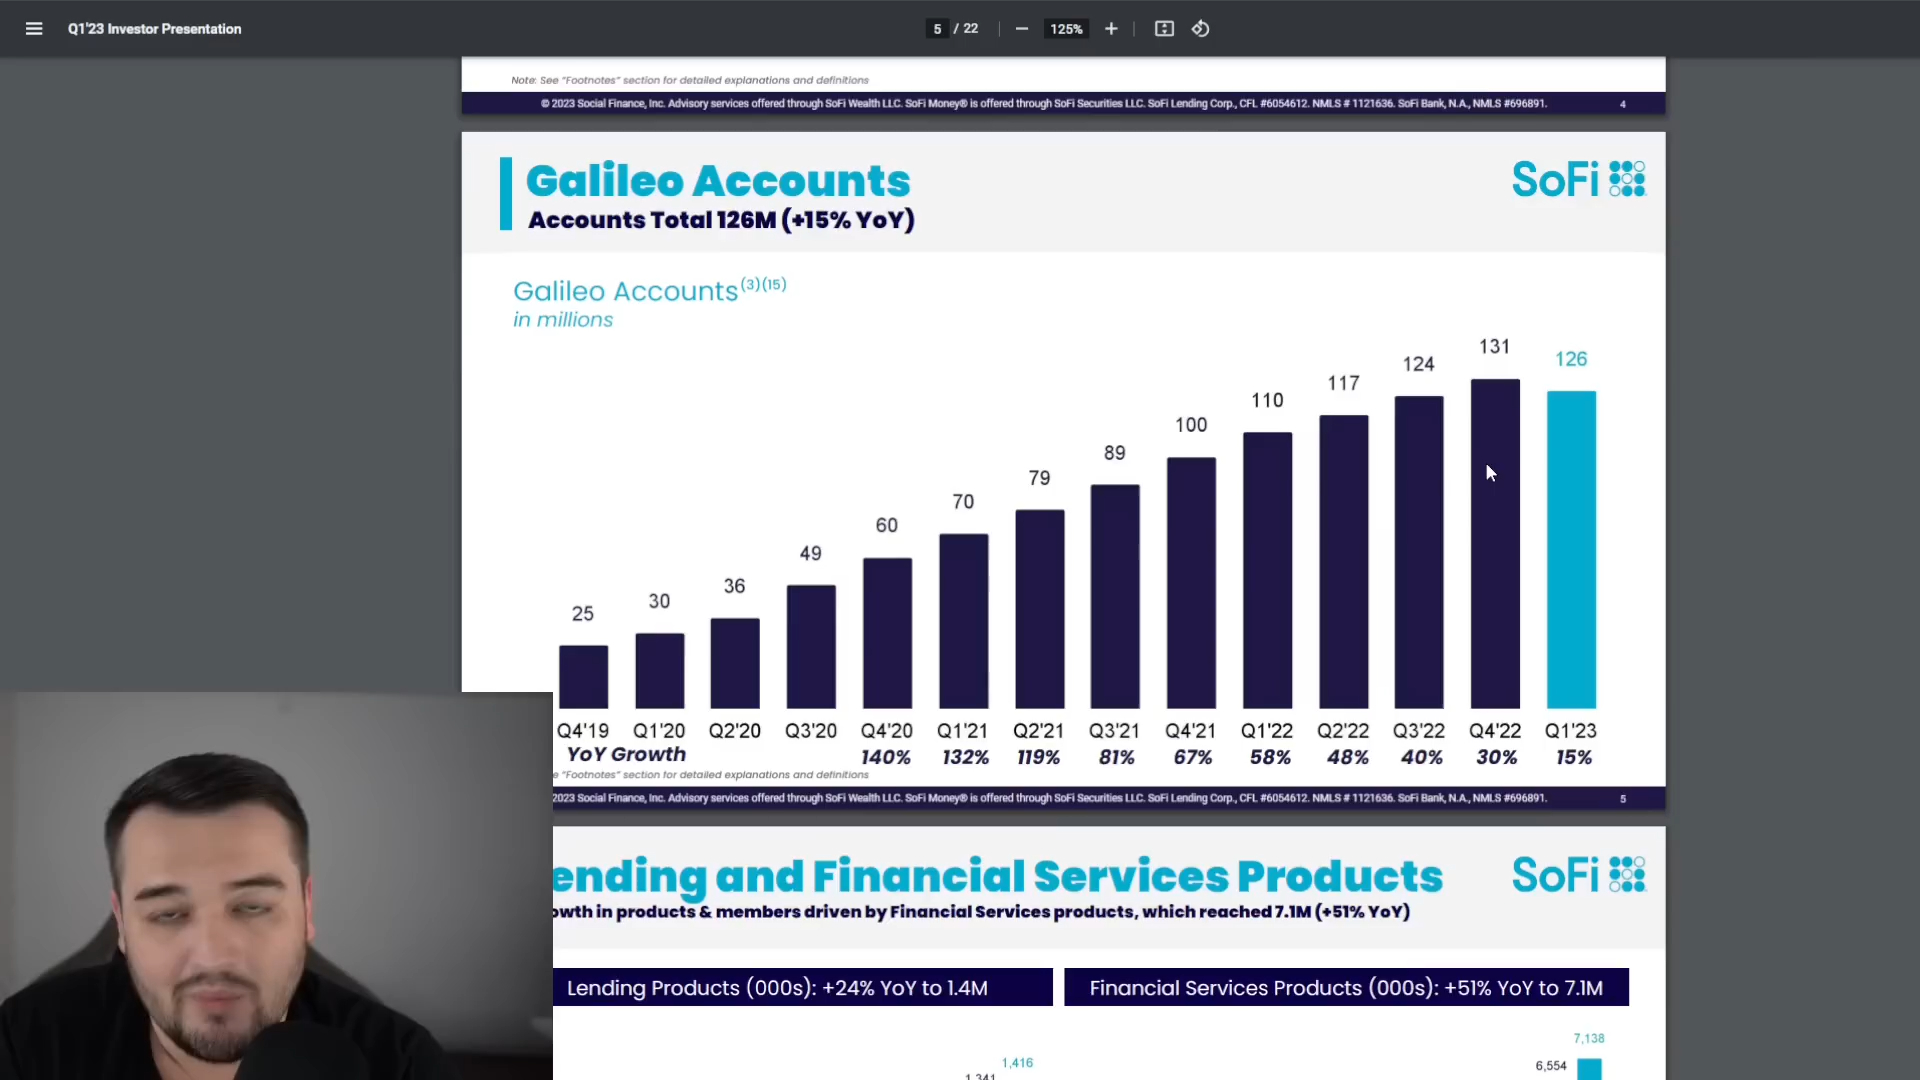 Q1'23 Investor Presentation
5 / 22
125%
Note: See "Footnotes" section for detailed explanations and definitions
© 2023 Social Finance, Inc. Advisory services offered through SoFi Wealth LLC. SoFi Money® is offered through SoFi Securities LLC. SoFi Lending Corp., CFL #6054612. NMLS # 1121636. SoFi Bank, N.A., NMLS #696891.
4
Galileo Accounts
SoFi
Accounts Total 126M (+15% YoY)
Galileo Accounts(3)(15)
in millions
25 30 36 49 60 70 79 89 100 110 117 124 131 126
Q4'19 Q1'20 Q2'20 Q3'20 Q4'20 Q1'21 Q2'21 Q3'21 Q4'21 Q1'22 Q2'22 Q3'22 Q4'22 Q1'23
YoY Growth 140% 132% 119% 81% 67% 58% 48% 40% 30% 15%
"Footnotes" section for detailed explanations and definitions
2023 Social Finance, Inc. Advisory services offered through SoFi Wealth LLC. SoFi Money® is offered through SoFi Securities LLC. SoFi Lending Corp., CFL #6054612. NMLS # 1121636. SoFi Bank, N.A., NMLS #696891.
5
ending and Financial Services Products
SoFi
owth in products & members driven by Financial Services products, which reached 7.1M (+51% YoY)
Lending Products (000s): +24% YoY to 1.4M
Financial Services Products (000s): +51% YoY to 7.1M
7,138
1,416
6,554
1,341